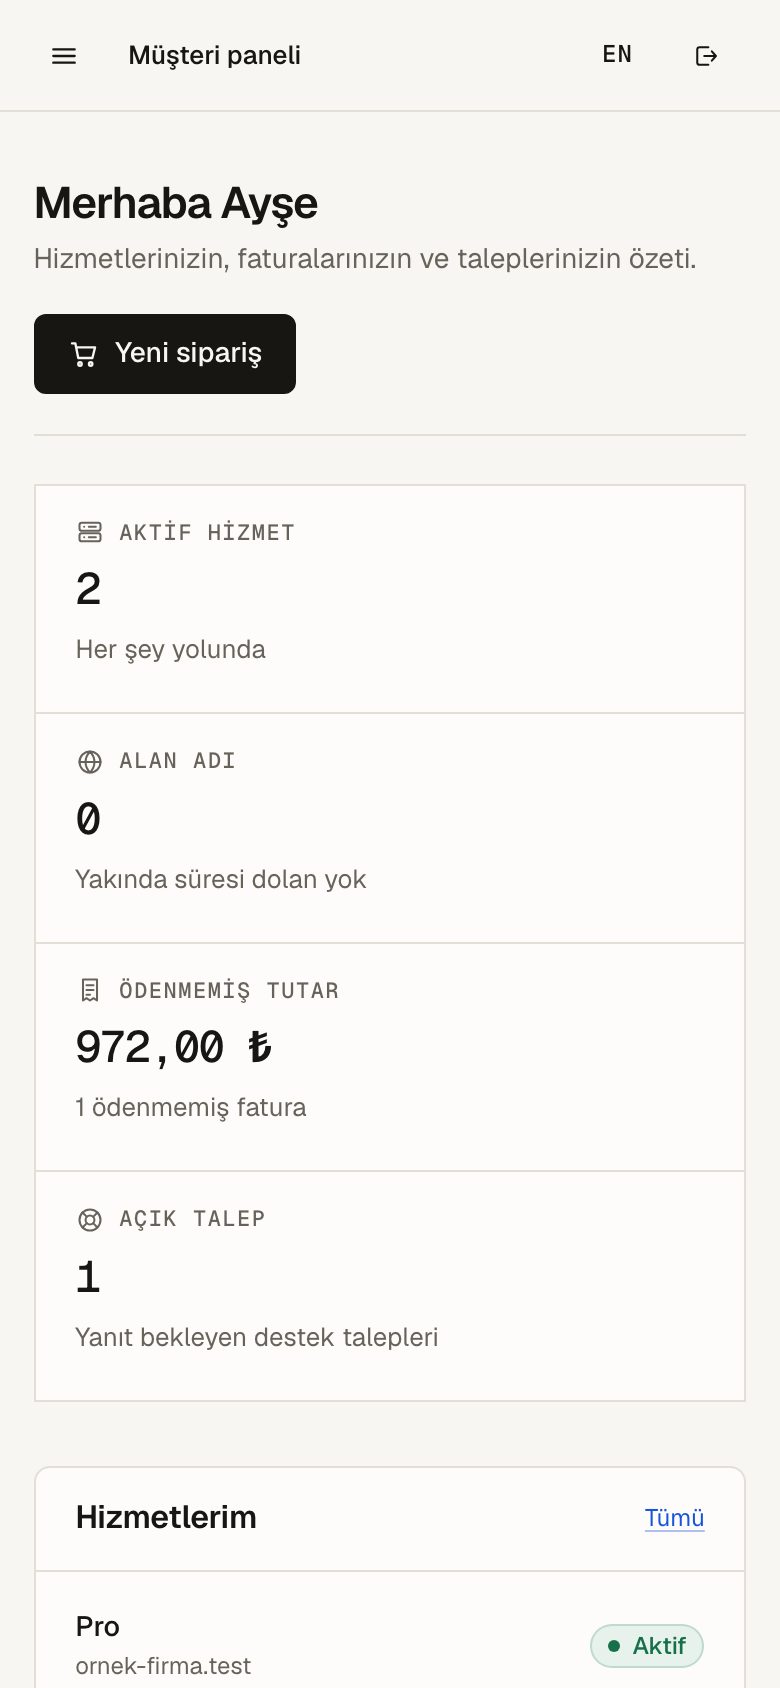 Müşteri paneli
EN
Merhaba Ayşe
Hizmetlerinizin, faturalarınızın ve taleplerinizin özeti.
Yeni sipariş
AKTİF HİZMET
2
Her şey yolunda
ALAN ADI
0
Yakında süresi dolan yok
ÖDENMEMİŞ TUTAR
972,00 ₺
1 ödenmemiş fatura
AÇIK TALEP
1
Yanıt bekleyen destek talepleri
Hizmetlerim
Tümü
Pro
Aktif
ornek-firma.test